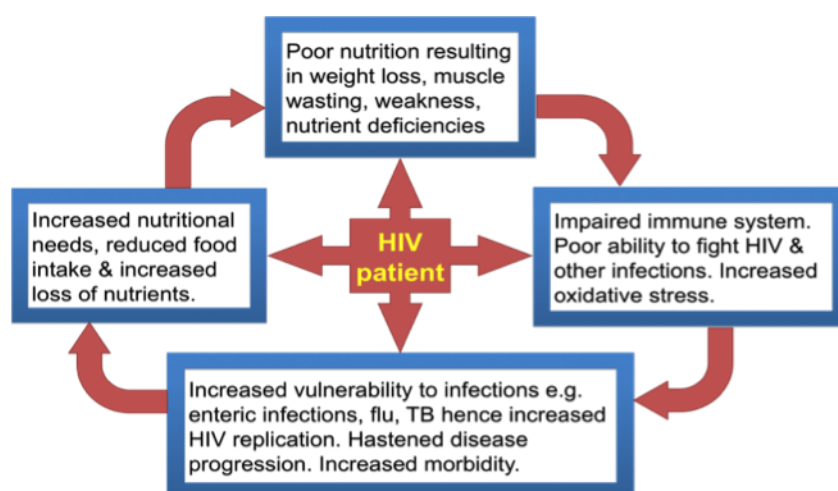 Poor nutrition resulting
in weight loss, muscle
wasting, weakness,
nutrient deficiencies
Increased nutritional
needs, reduced food
intake & increased
loss of nutrients.
HIV
patient
Impaired immune system.
Poor ability to fight HIV &
other infections. Increased
oxidative stress.
Increased vulnerability to infections e.g.
enteric infections, flu, TB hence increased
HIV replication. Hastened disease
progression. Increased morbidity.